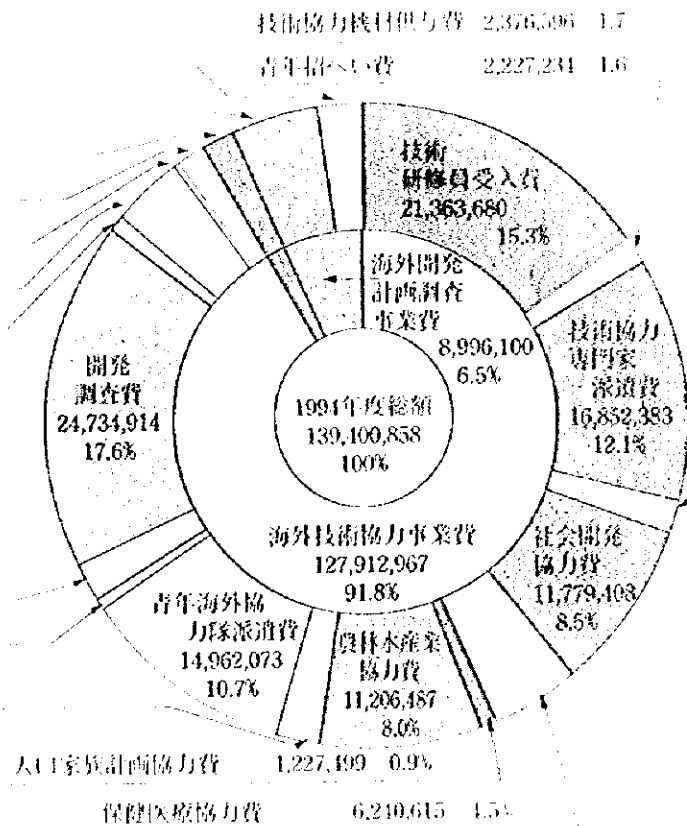 技術協力機材供与費 2,376,596 1.7
青年招へい費 2,227,234 1.6
技術
研修員受入費
21,363,680
15.3%
海外開発
計画調査
事業費
8,996,100
6.5%
技術協力
専門家
派遣費
16,852,383
12.1%
開発
調査費
24,734,914
17.6%
1994年度総額
139,400,858
100%
海外技術協力事業費
127,912,967
91.8%
社会開発
協力費
11,779,403
8.5%
青年海外協
力隊派遣費
14,962,073
10.7%
農林水産業
協力費
11,206,487
8.0%
人口家族計画協力費 1,227,499 0.9%
保健医療協力費 6,240,615 4.5%